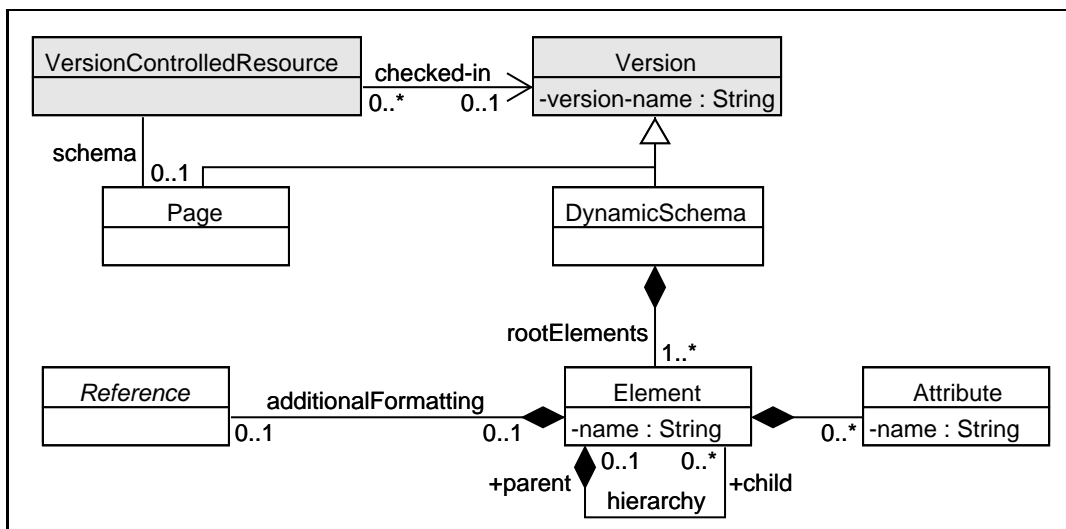 VersionControlledResource
checked-in
0..*
0..1
Version
-version-name : String
schema
0..1
Page
DynamicSchema
rootElements
1..*
Reference
additionalFormatting
0..1
0..1
Element
-name : String
Attribute
-name : String
0..*
0..1
0..*
+parent
hierarchy
+child